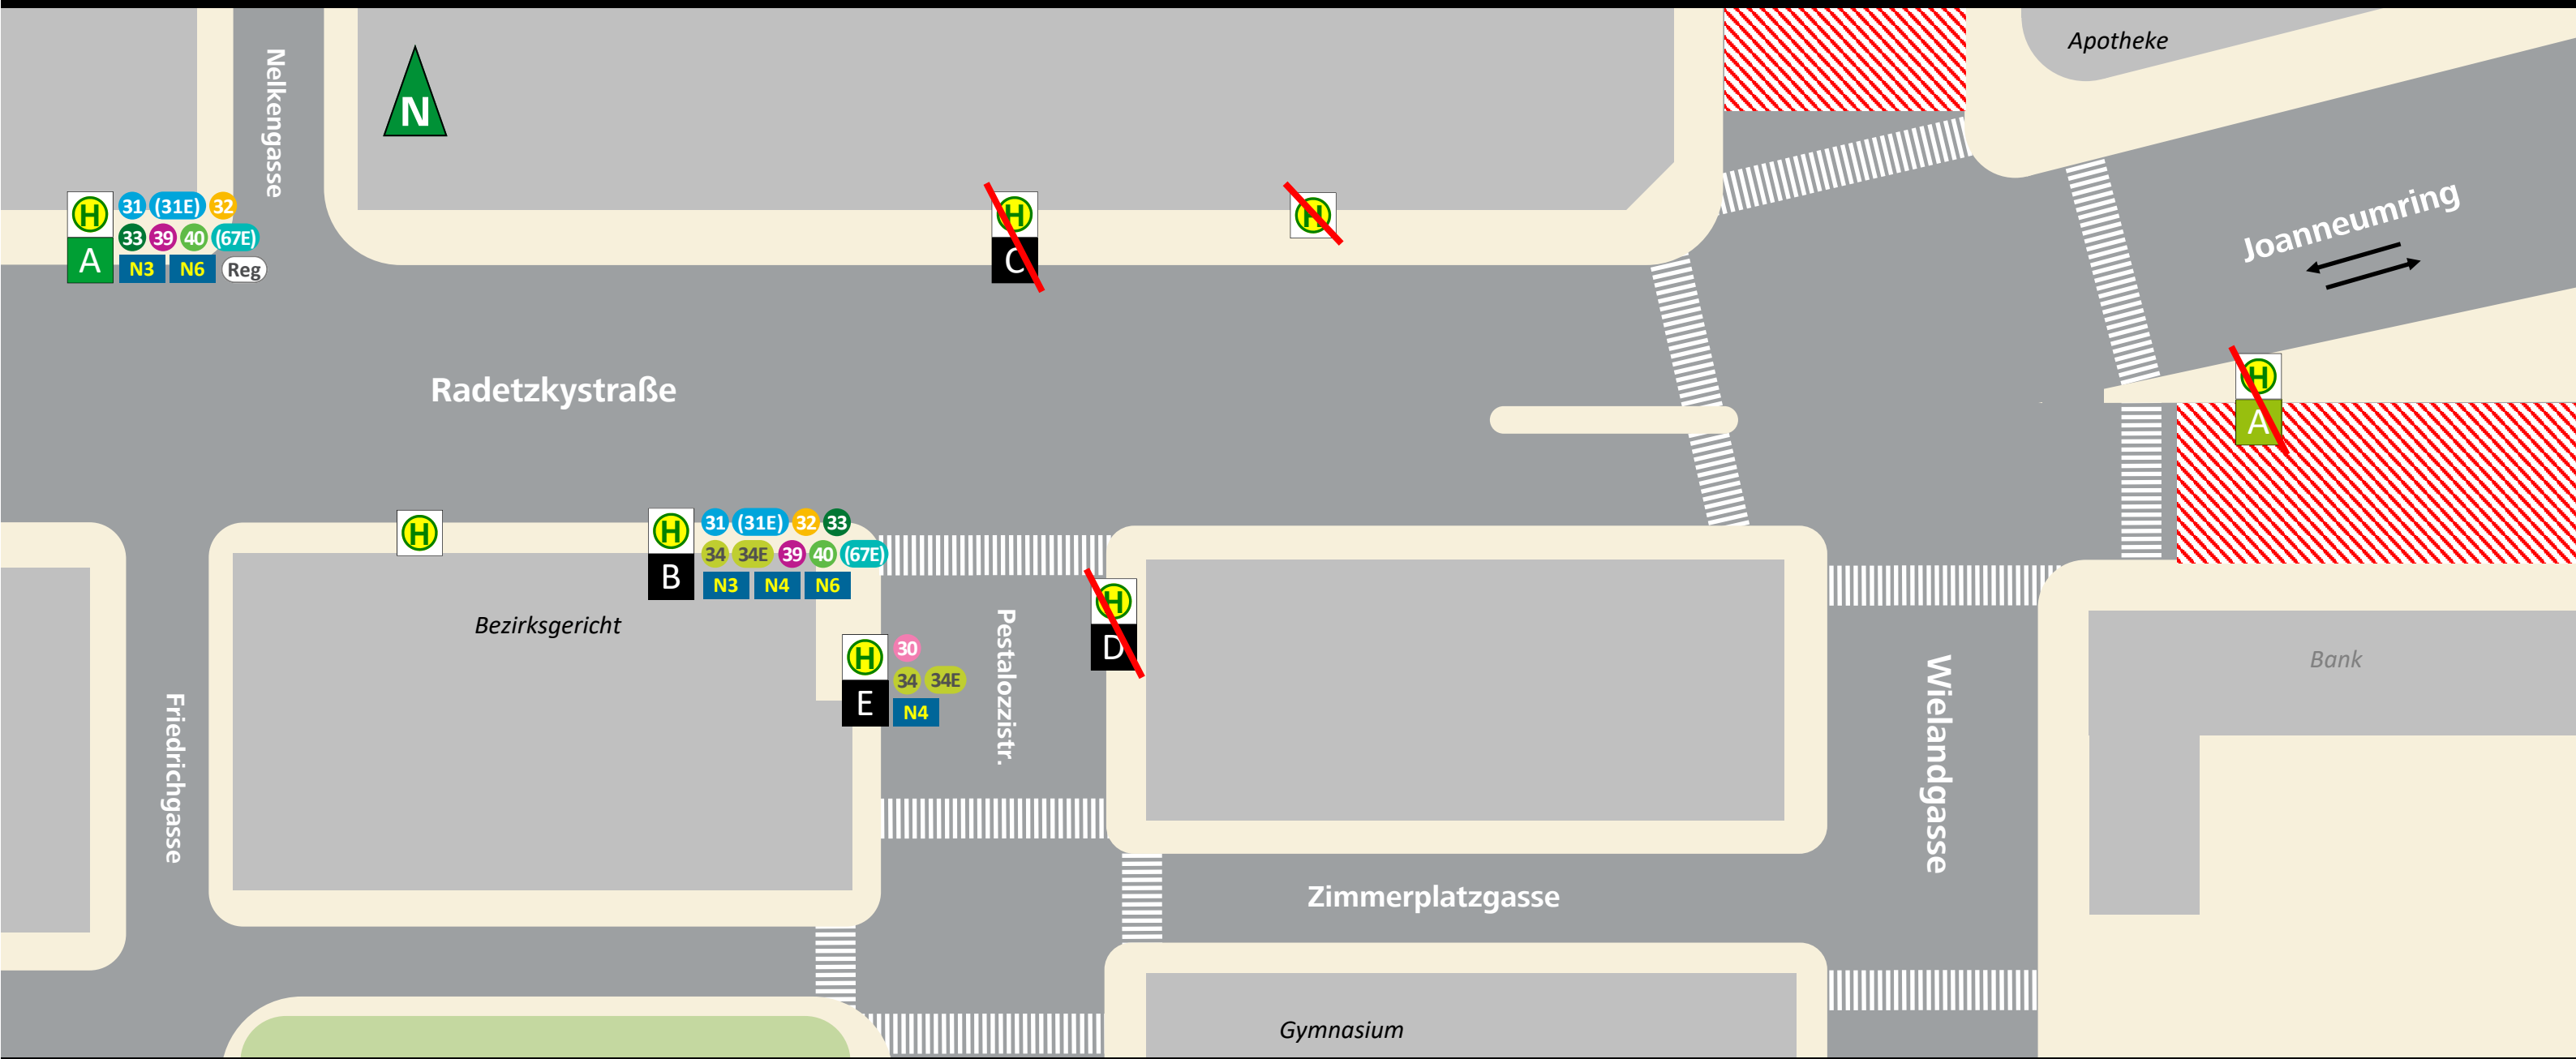 Apotheke
Nelkengasse
N
H
31 (31E) 32
33 39 40 (67E)
A
N3 N6 Reg
H
C
H
Joanneumring
Radetzkystraße
H
A
H
H
31 (31E) 32 33
34 34E 39 40 (67E)
B
N3 N4 N6
H
D
Bezirksgericht
H
30
34 34E
E
N4
Pestalozzistr.
Bank
Wielandgasse
Friedrichgasse
Zimmerplatzgasse
Gymnasium